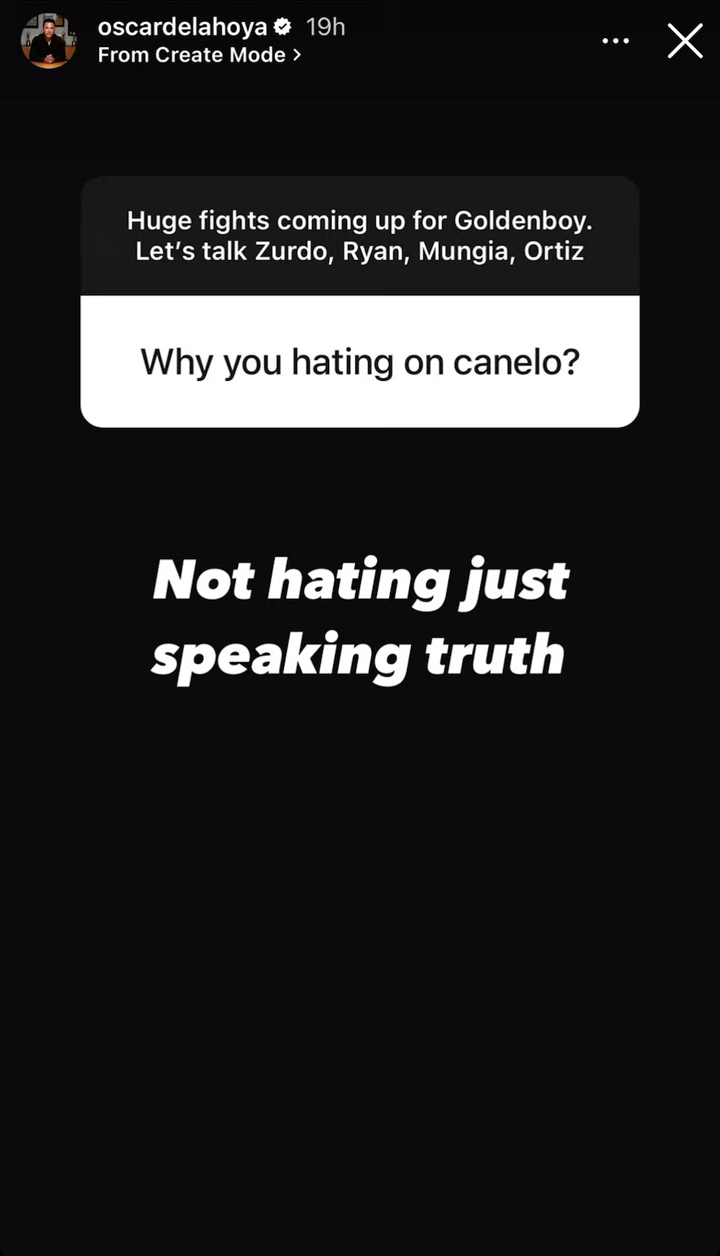 oscardelahoya 19h
From Create Mode >
Huge fights coming up for Goldenboy.
Let’s talk Zurdo, Ryan, Mungia, Ortiz
Why you hating on canelo?
Not hating just
speaking truth